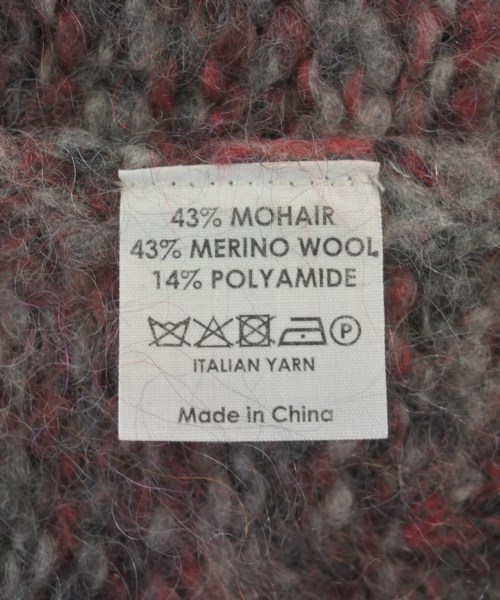 43% MOHAIR
43% MERINO WOOL
14% POLYAMIDE
P
ITALIAN YARN
Made in China